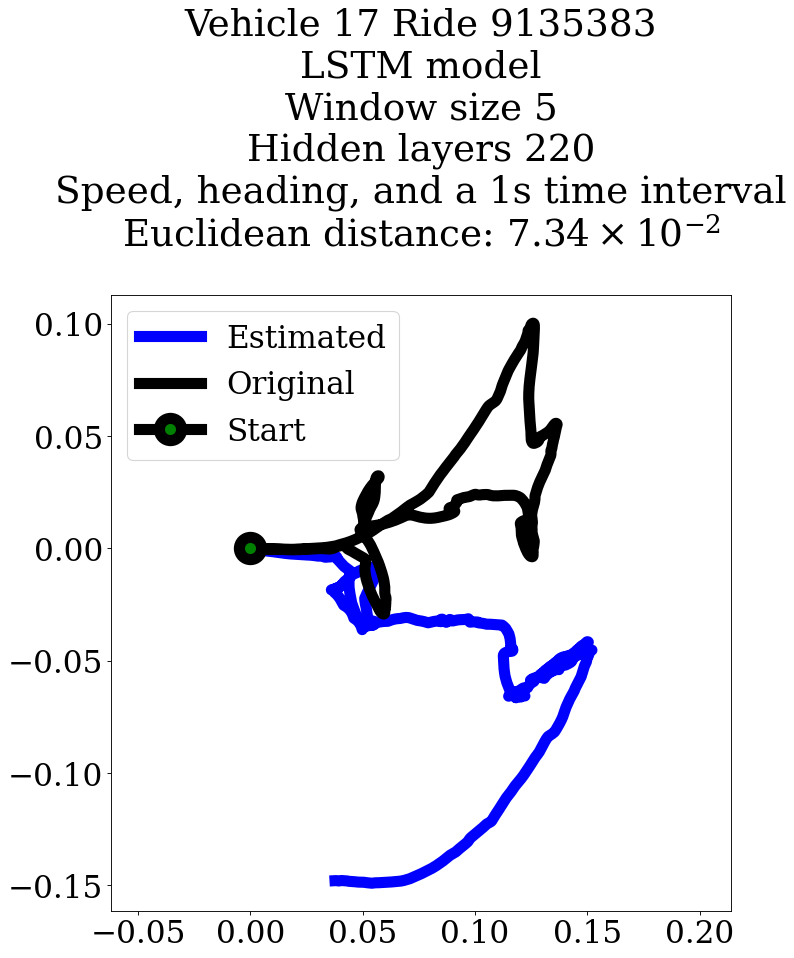 Vehicle 17 Ride 9135383
LSTM model
Window size 5
Hidden layers 220
Speed, heading, and a 1s time interval
Euclidean distance: 7.34 × 10⁻²
Estimated
Original
Start
0.10
0.05
0.00
−0.05
−0.10
−0.15
−0.05 0.00 0.05 0.10 0.15 0.20